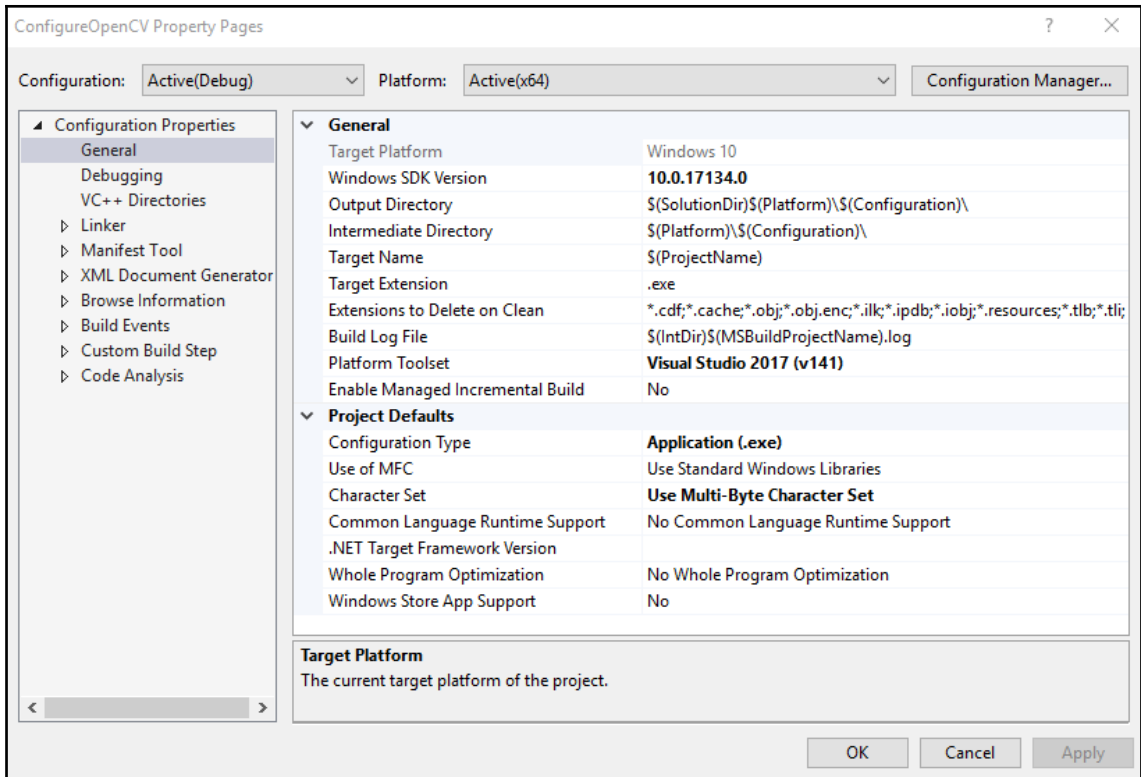 ConfigureOpenCV Property Pages
Configuration: Active(Debug) Platform: Active(x64) Configuration Manager...
Configuration Properties
General
Debugging
VC++ Directories
Linker
Manifest Tool
XML Document Generator
Browse Information
Build Events
Custom Build Step
Code Analysis
General
Target Platform Windows 10
Windows SDK Version 10.0.17134.0
Output Directory $(SolutionDir)$(Platform)\$(Configuration)\
Intermediate Directory $(Platform)\$(Configuration)\
Target Name $(ProjectName)
Target Extension .exe
Extensions to Delete on Clean *.cdf;*.cache;*.obj;*.obj.enc;*.ilk;*.ipdb;*.iobj;*.resources;*.tlb;*.tli;
Build Log File $(IntDir)$(MSBuildProjectName).log
Platform Toolset Visual Studio 2017 (v141)
Enable Managed Incremental Build No
Project Defaults
Configuration Type Application (.exe)
Use of MFC Use Standard Windows Libraries
Character Set Use Multi-Byte Character Set
Common Language Runtime Support No Common Language Runtime Support
.NET Target Framework Version
Whole Program Optimization No Whole Program Optimization
Windows Store App Support No
Target Platform
The current target platform of the project.
OK Cancel Apply